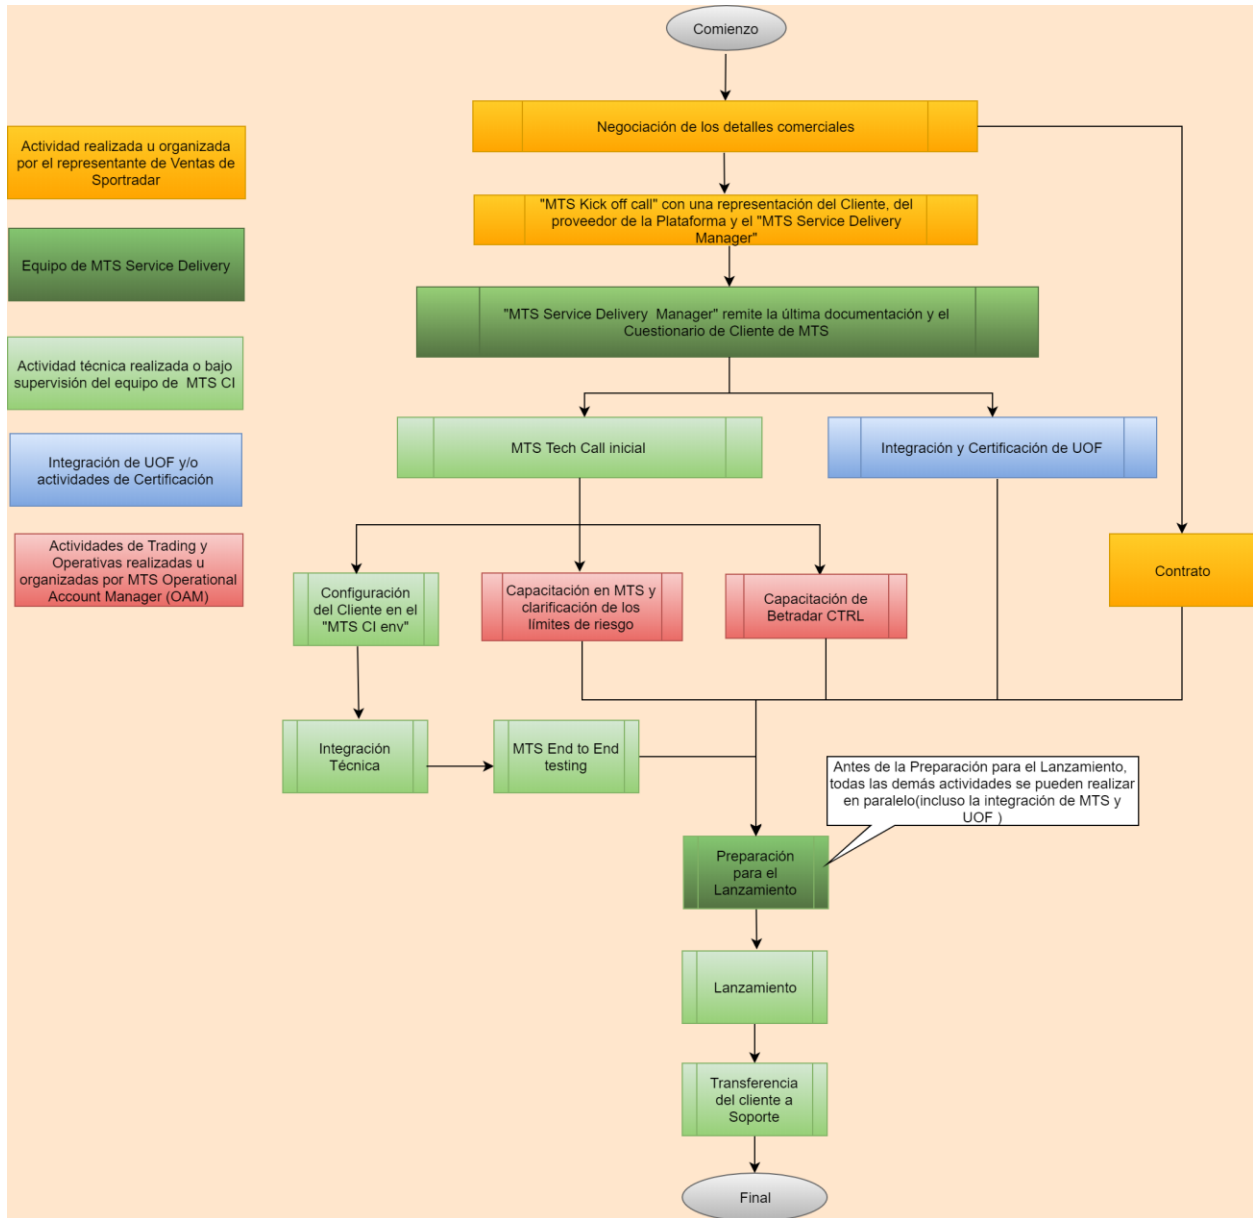 Comienzo
Negociación de los detalles comerciales
Actividad realizada u organizada
por el representante de Ventas de
Sportradar
"MTS Kick off call" con una representación del Cliente, del
proveedor de la Plataforma y el "MTS Service Delivery
Manager"
Equipo de MTS Service Delivery
"MTS Service Delivery  Manager" remite la última documentación y el
Cuestionario de Cliente de MTS
Actividad técnica realizada o bajo
supervisión del equipo de  MTS CI
MTS Tech Call inicial
Integración y Certificación de UOF
Integración de UOF y/o
actividades de Certificación
Actividades de Trading y
Operativas realizadas u
organizadas por MTS Operational
Account Manager (OAM)
Contrato
Configuración
del Cliente en el
"MTS CI env"
Capacitación en MTS y
clarificación de los
límites de riesgo
Capacitación de
Betradar CTRL
Integración
Técnica
MTS End to End
testing
Antes de la Preparación para el Lanzamiento,
todas las demás actividades se pueden realizar
en paralelo(incluso la integración de MTS y
UOF )
Preparación
para el
Lanzamiento
Lanzamiento
Transferencia
del cliente a
Soporte
Final